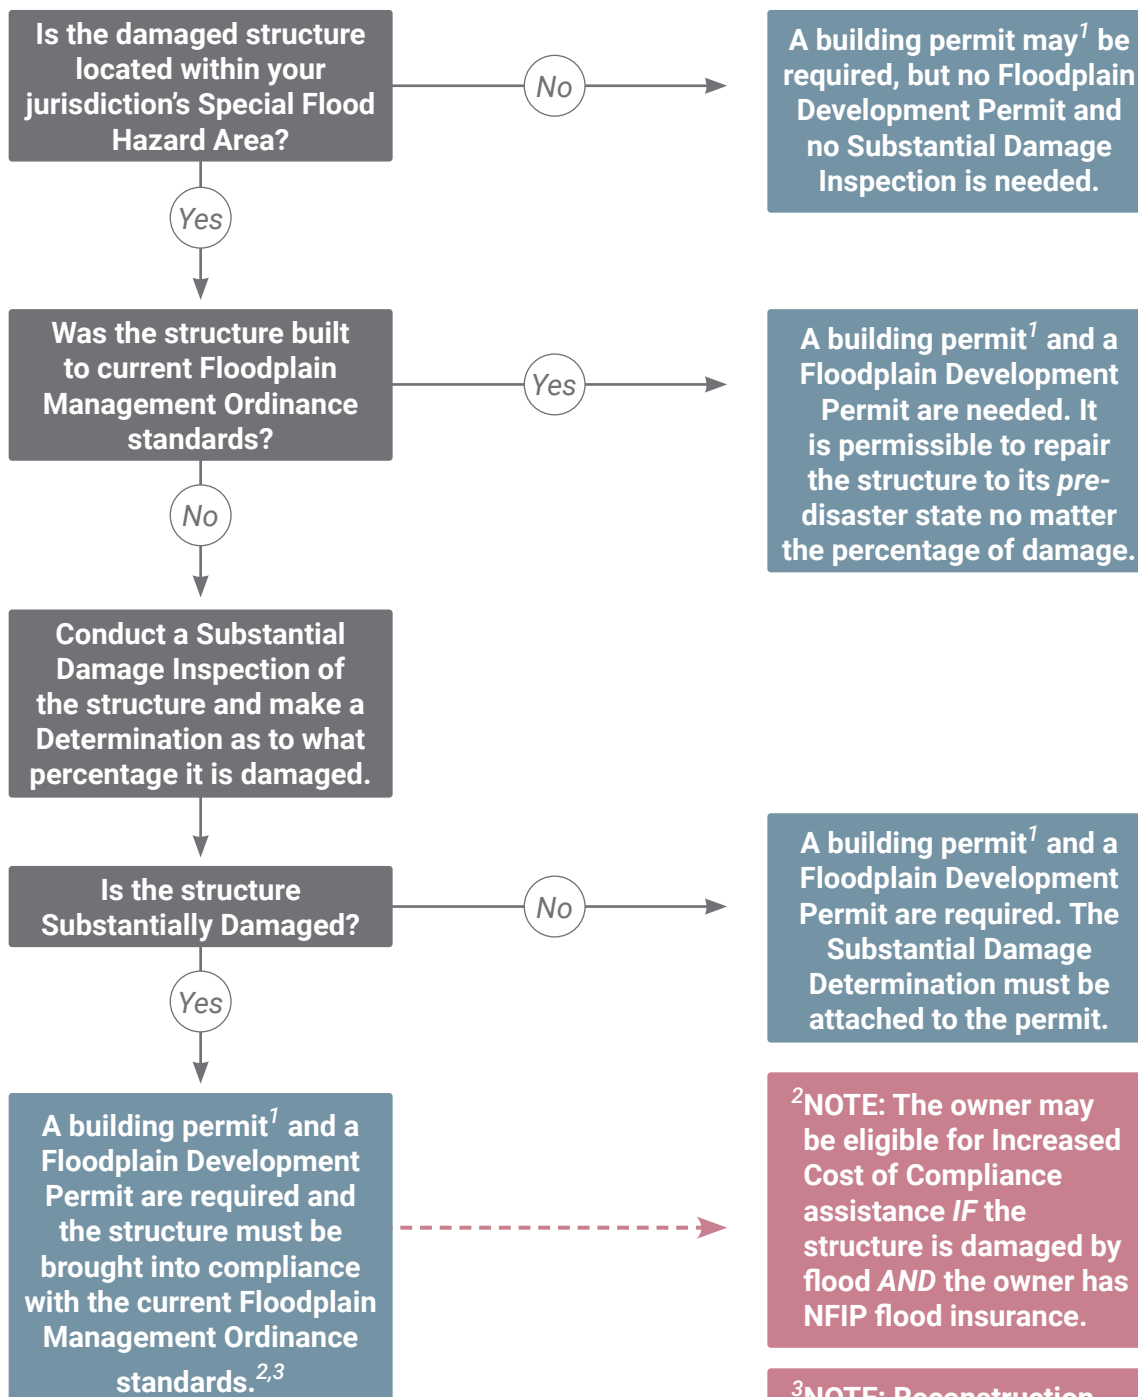 Is the damaged structure
located within your
jurisdiction's Special Flood
Hazard Area?
No
A building permit may¹ be
required, but no Floodplain
Development Permit and
no Substantial Damage
Inspection is needed.
Yes
Was the structure built
to current Floodplain
Management Ordinance
standards?
Yes
A building permit¹ and a
Floodplain Development
Permit are needed. It
is permissible to repair
the structure to its pre-
disaster state no matter
the percentage of damage.
No
Conduct a Substantial
Damage Inspection of
the structure and make a
Determination as to what
percentage it is damaged.
Is the structure
Substantially Damaged?
No
A building permit¹ and a
Floodplain Development
Permit are required. The
Substantial Damage
Determination must be
attached to the permit.
Yes
A building permit¹ and a
Floodplain Development
Permit are required and
the structure must be
brought into compliance
with the current Floodplain
Management Ordinance
standards.²,³
²NOTE: The owner may
be eligible for Increased
Cost of Compliance
assistance IF the
structure is damaged by
flood AND the owner has
NFIP flood insurance.
³NOTE: Reconstruction